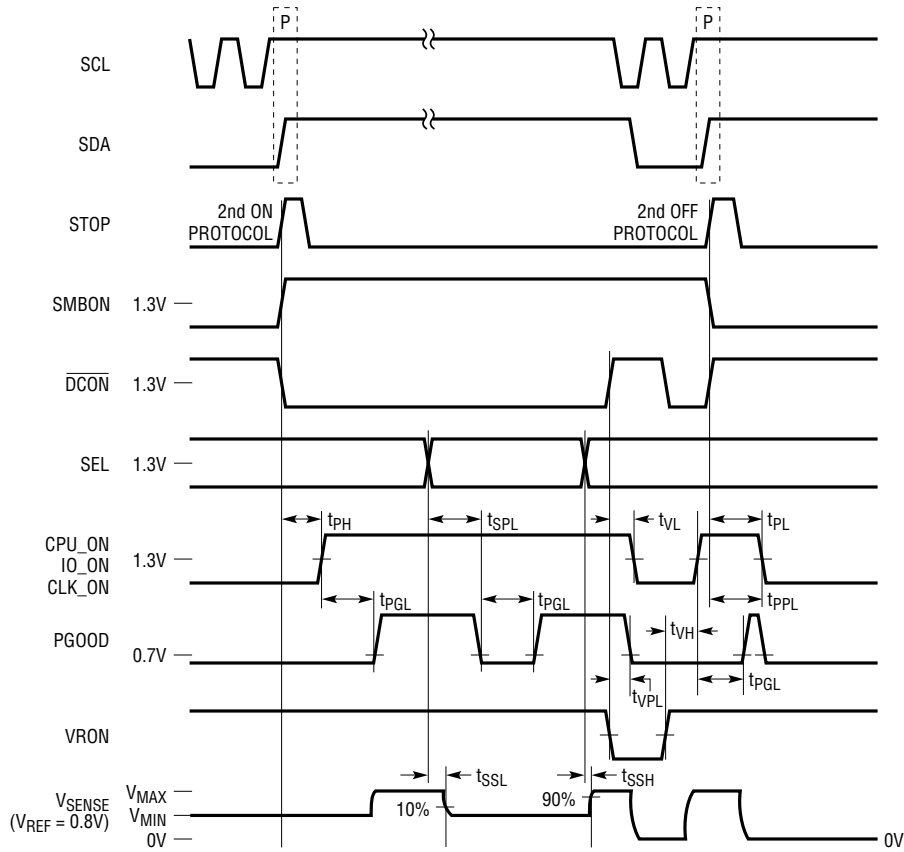 P
P
SCL
SDA
STOP
2nd ON
PROTOCOL
2nd OFF
PROTOCOL
SMBON 1.3V
DCON 1.3V
SEL 1.3V
tPH
tSPL
tVL
tPL
CPU_ON
IO_ON 1.3V
CLK_ON
tPGL
tPGL
tPPL
PGOOD
0.7V
tVH
tPGL
tVPL
VRON
tSSL
tSSH
VSENSE
(VREF = 0.8V)
VMAX
VMIN
0V
10%
90%
0V